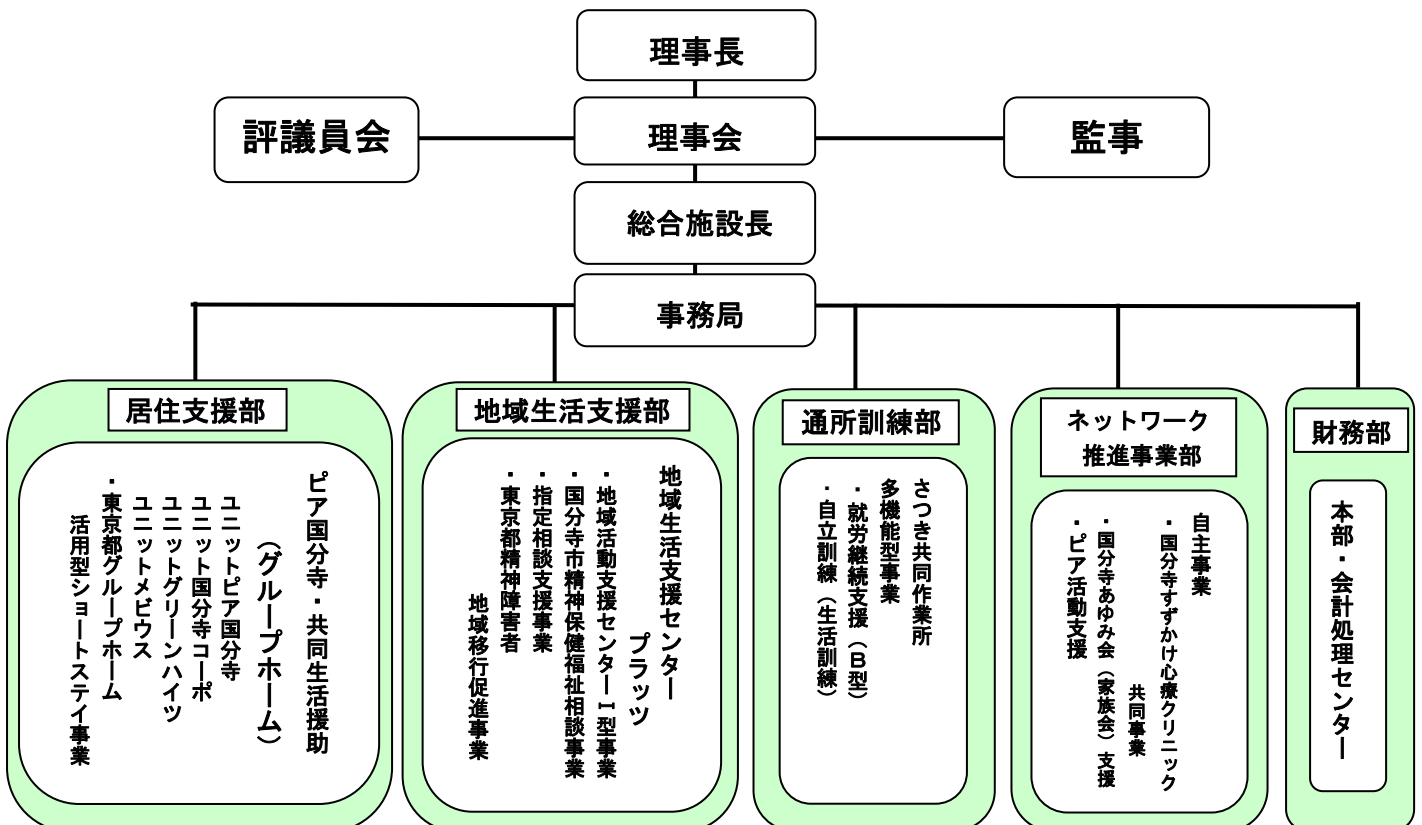 理事長
評議員会
理事会
監事
総合施設長
事務局
居住支援部
ピア国分寺・共同生活援助
（グループホーム）
ユニットピア国分寺
ユニット国分寺コーポ
ユニットグリーンハイツ
ユニットメビウス
・東京都グループホーム
活用型ショートステイ事業
地域生活支援部
地域生活支援センター
プラッツ
・地域活動支援センターⅠ型事業
・国分寺市精神保健福祉相談事業
・指定相談支援事業
・東京都精神障害者
地域移行促進事業
通所訓練部
さつき共同作業所
多機能型事業
・就労継続支援（Ｂ型）
・自立訓練（生活訓練）
ネットワーク
推進事業部
自主事業
・国分寺すずかけ心療クリニック
共同事業
・国分寺あゆみ会（家族会）支援
・ピア活動支援
財務部
本部・会計処理センター